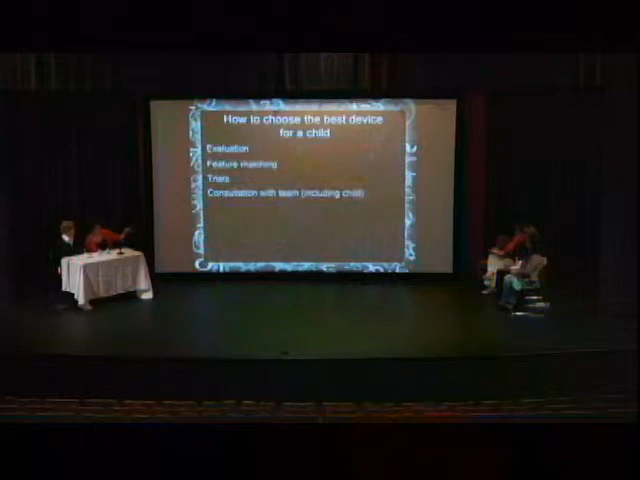 How to choose the best device
for a child
Evaluation
Feature matching
Trials
Consultation with team (including child)